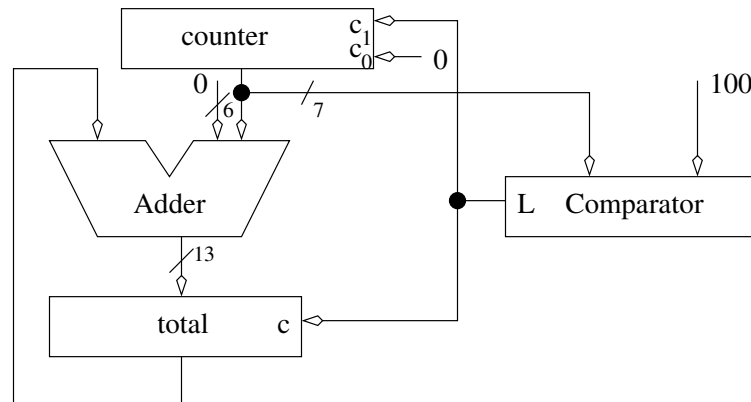 counter
c1
c0
0
0
6
7
100
Adder
L
Comparator
13
total
c